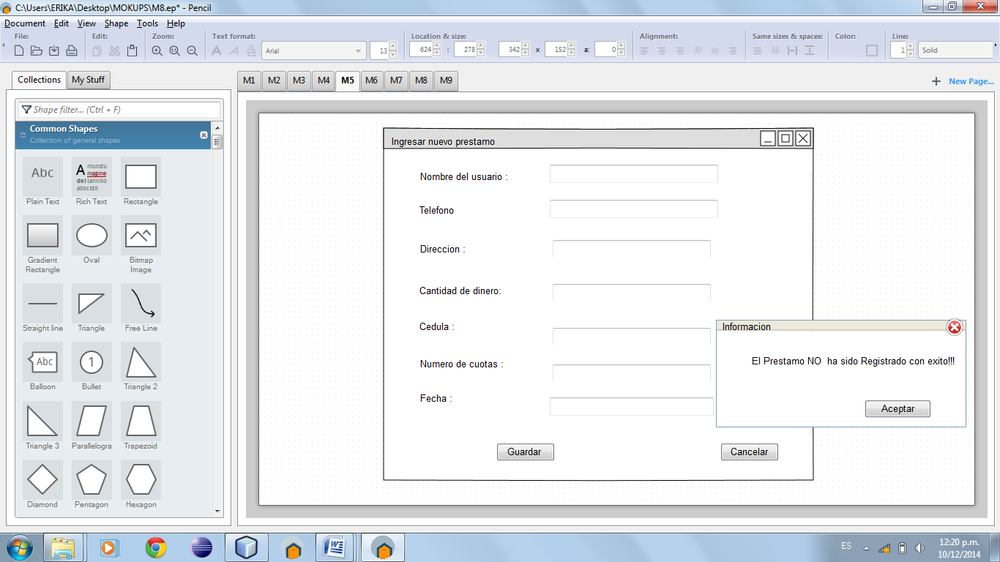 C:\Users\ERIKA\Desktop\MOKUPS\M8.ep* - Pencil
Document Edit View Shape Tools Help
File: Edit: Zoom: Text format: Location & size: Alignment: Same sizes & spaces: Color: Line:
Arial 13 624 : 278 342 x 152 a: 0 1 Solid
Collections My Stuff
M1 M2 M3 M4 M5 M6 M7 M8 M9
New Page...
Shape filter... (Ctrl + F)
Common Shapes
Collection of general shapes
Abc
A mundu
magine
del tannito
abscidit
Plain Text Rich Text Rectangle
Gradient Rectangle Oval Bitmap Image
Straight line Triangle Free Line
Abc 1
Balloon Bullet Triangle 2
Triangle 3 Parallelogra Trapezoid
Diamond Pentagon Hexagon
Ingresar nuevo prestamo
Nombre del usuario :
Telefono
Direccion :
Cantidad de dinero:
Cedula :
Numero de cuotas :
Fecha :
Guardar Cancelar
Informacion
El Prestamo NO ha sido Registrado con exito!!!
Aceptar
ES
12:20 p.m.
10/12/2014